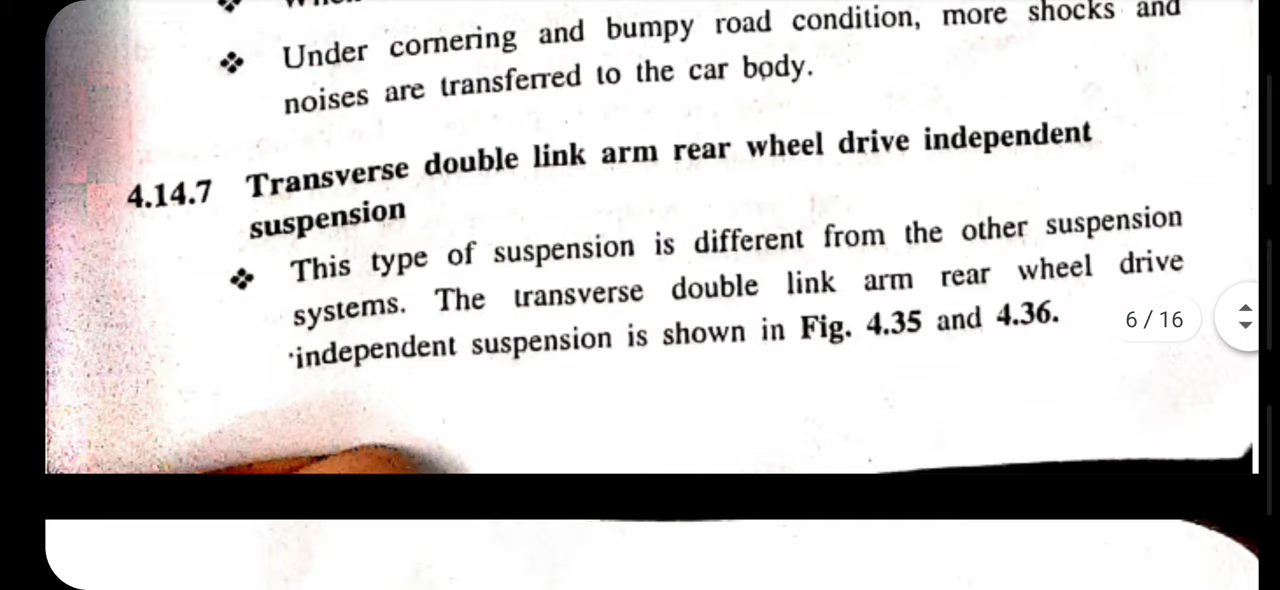 ❖ Under cornering and bumpy road condition, more shocks and
noises are transferred to the car body.
4.14.7 Transverse double link arm rear wheel drive independent
suspension
❖ This type of suspension is different from the other suspension
systems. The transverse double link arm rear wheel drive
independent suspension is shown in Fig. 4.35 and 4.36.
6 / 16